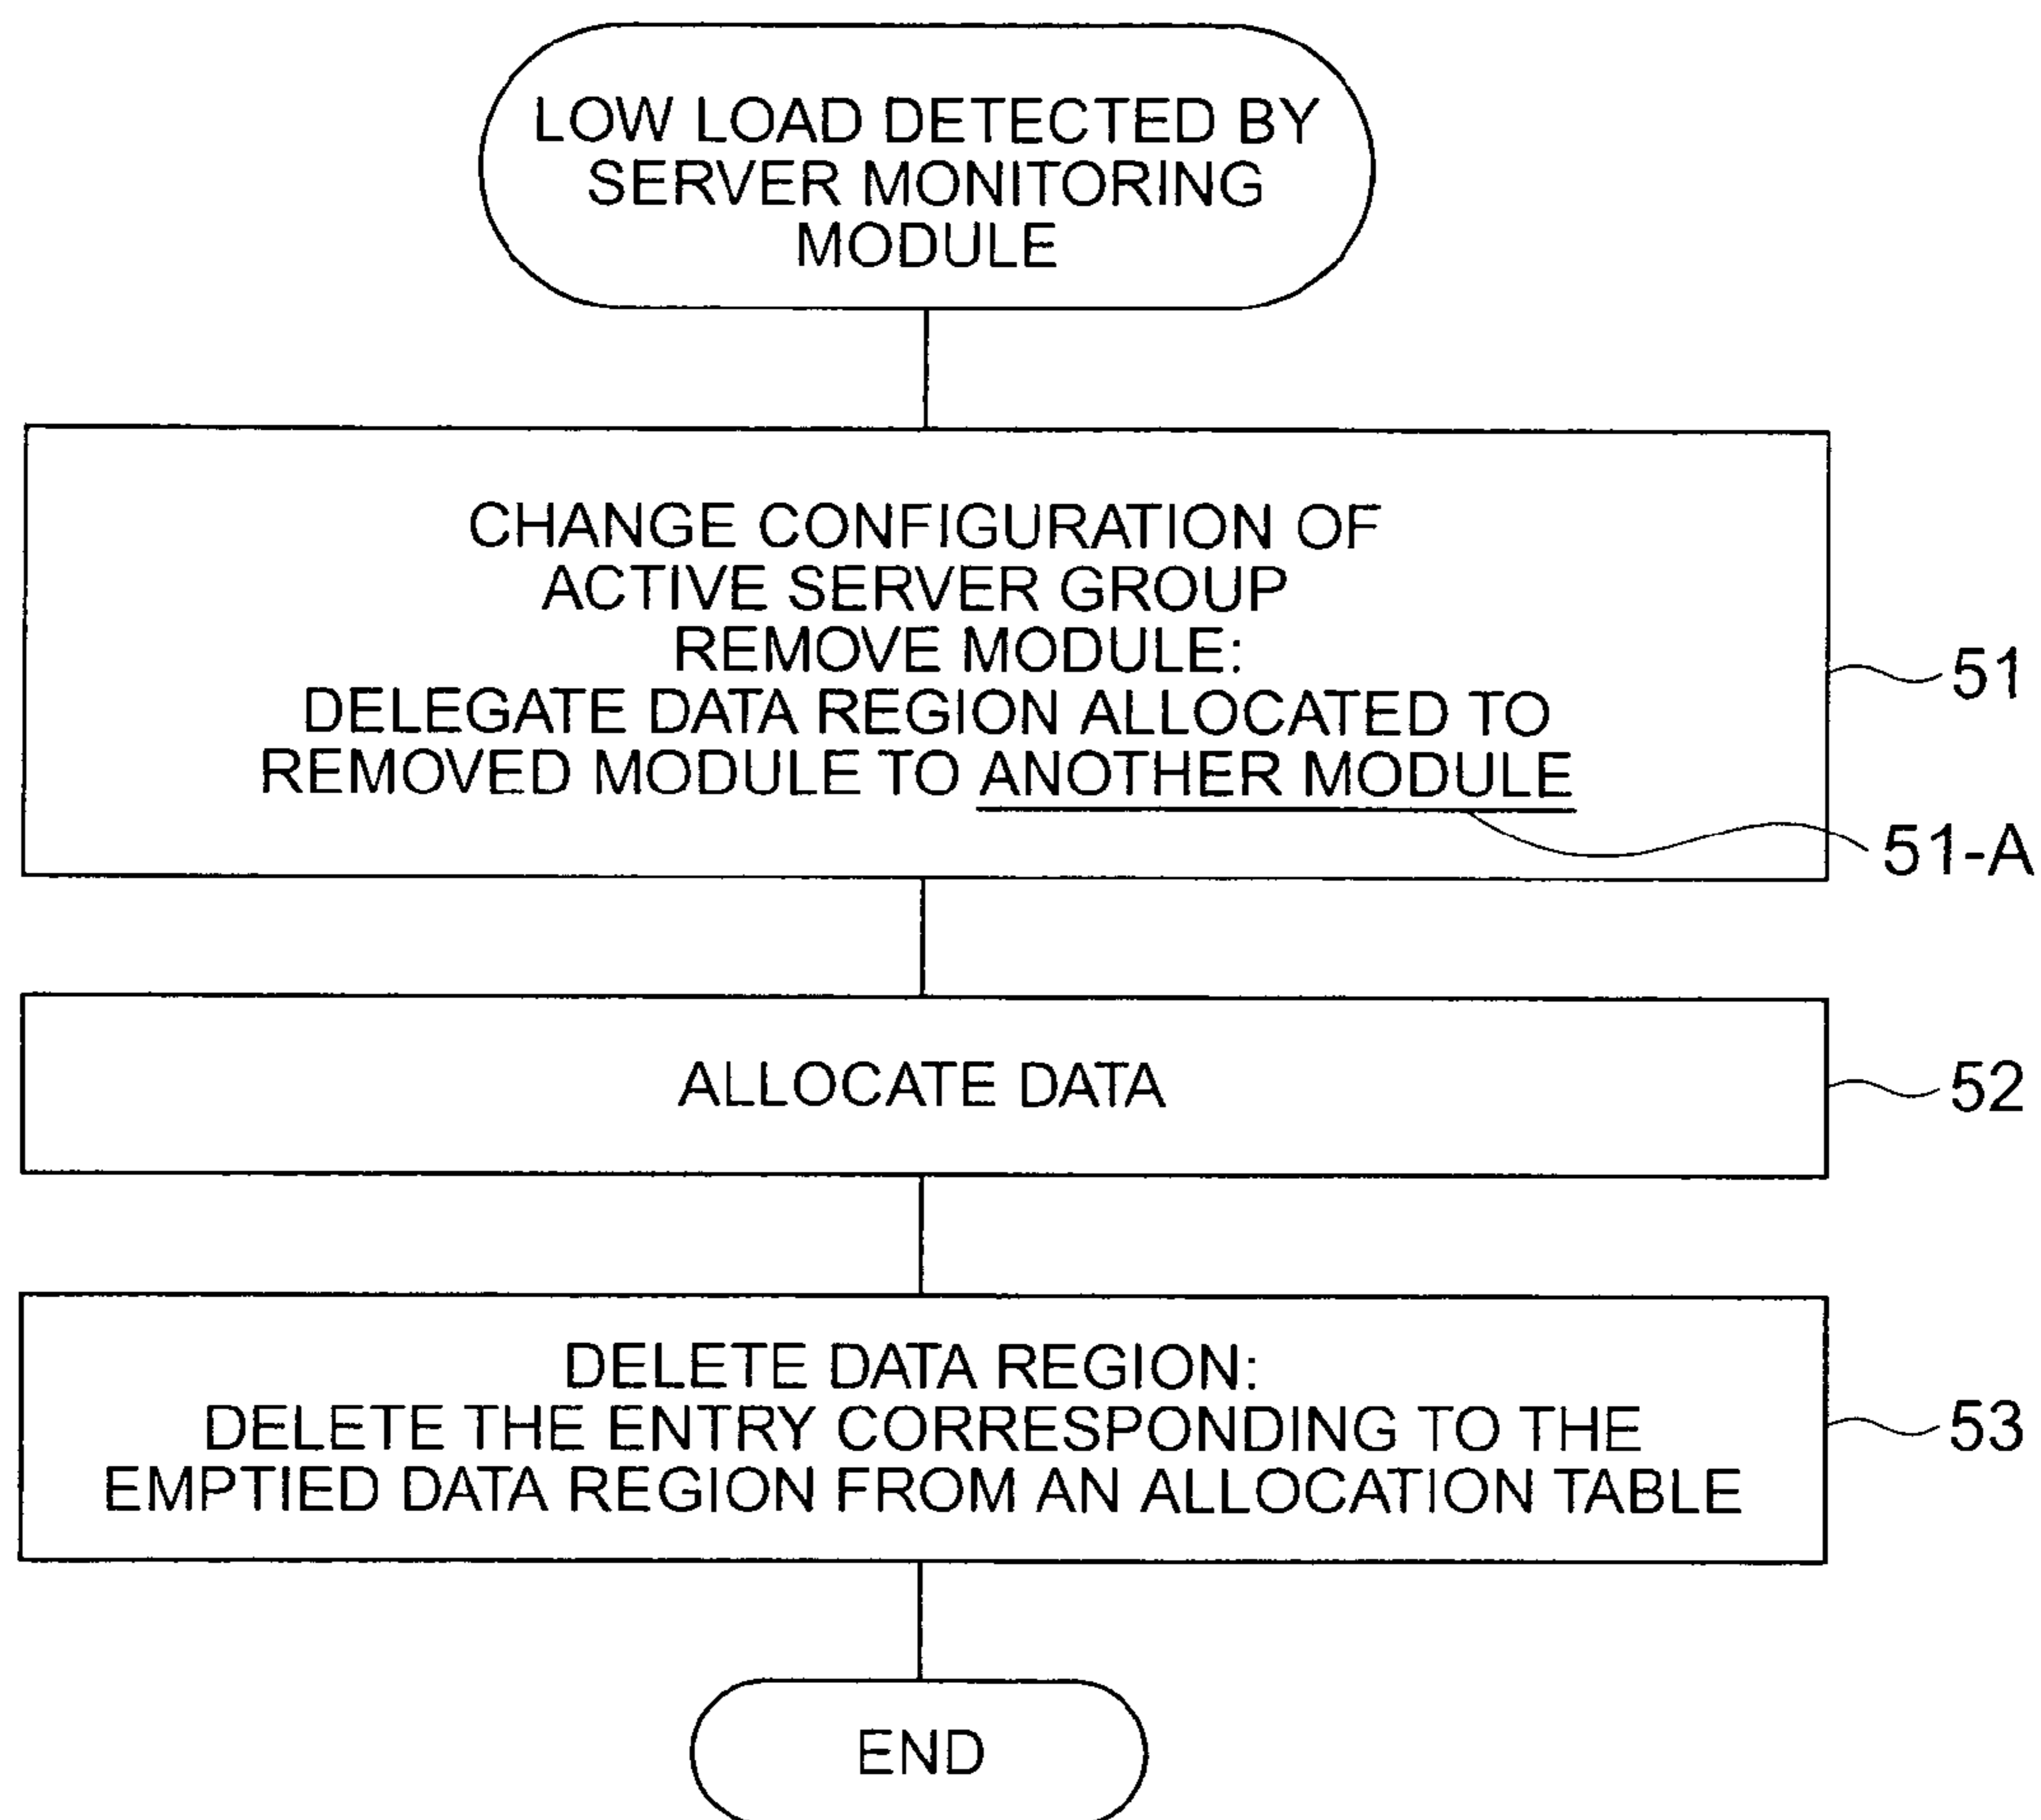 LOW LOAD DETECTED BY
SERVER MONITORING
MODULE
CHANGE CONFIGURATION OF
ACTIVE SERVER GROUP
REMOVE MODULE:
DELEGATE DATA REGION ALLOCATED TO
REMOVED MODULE TO ANOTHER MODULE
51
51-A
ALLOCATE DATA
52
DELETE DATA REGION:
DELETE THE ENTRY CORRESPONDING TO THE
EMPTIED DATA REGION FROM AN ALLOCATION TABLE
53
END